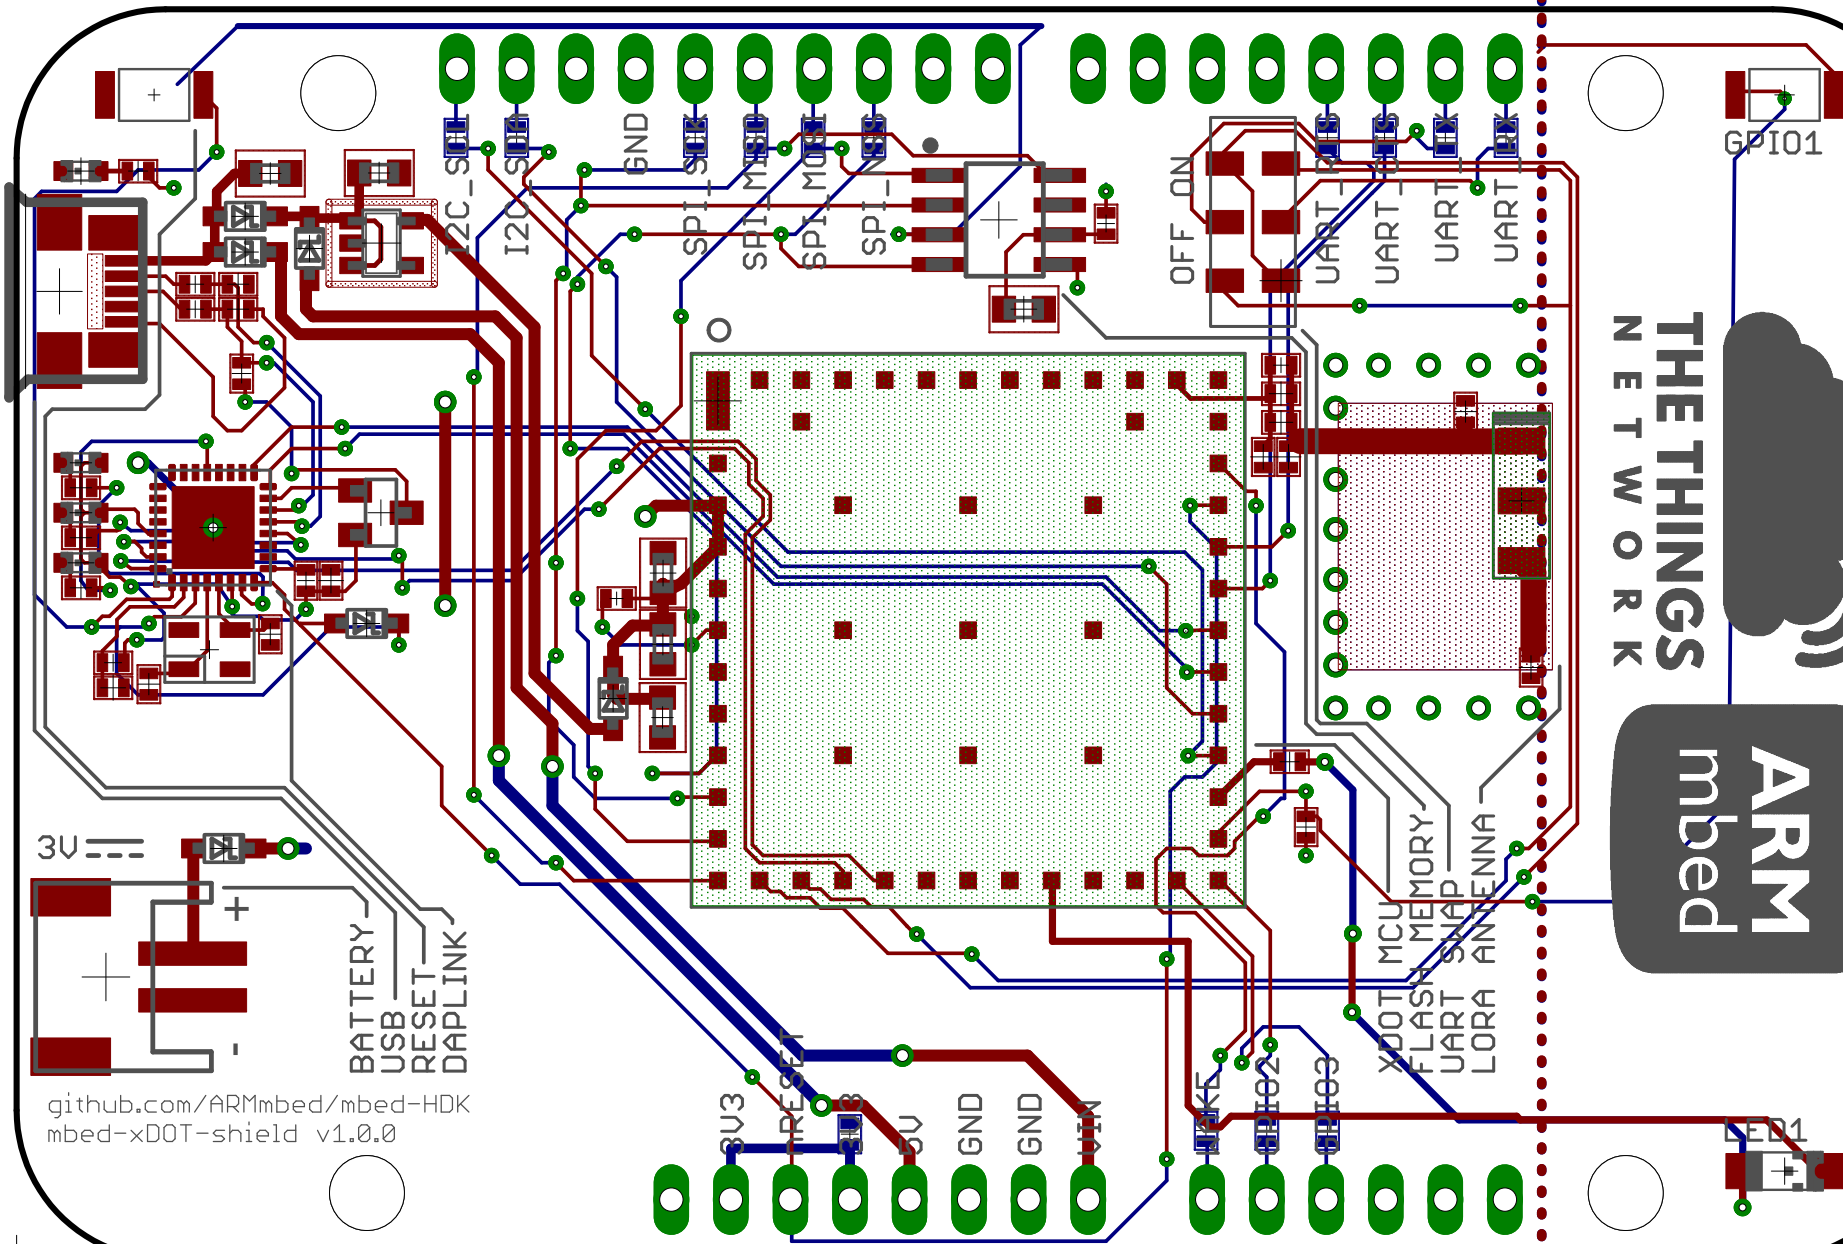 I2C_SCL
I2C_SDA
GND
SPI_SCK
SPI_MISO
SPI_MOSI
SPI_NSS
OFF ON
UART_RTS
UART_CTS
UART_TX
UART_RX
GPIO1
THE THINGS
NETWORK
ARM
mbed
3V
+
-
BATTERY
USB
RESET
DAPLINK
XDOT MCU
FLASH MEMORY
UART SWAP
LORA ANTENNA
github.com/ARMmbed/mbed-HDK
mbed-xDOT-shield v1.0.0
3V3
NRESET
3V3
5V
GND
GND
VIN
WAKE
GPIO2
GPIO3
LED1